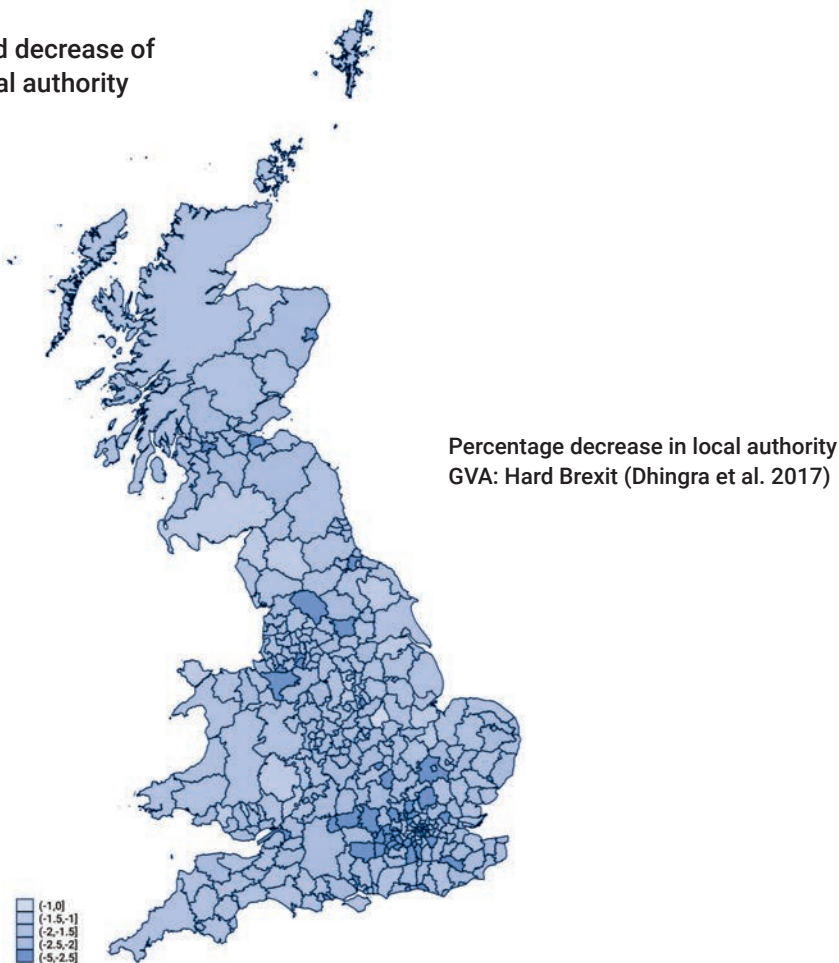 d decrease of
al authority
Percentage decrease in local authority
GVA: Hard Brexit (Dhingra et al. 2017)
(-1,0]
(-1.5,-1]
(-2,-1.5]
(-2.5,-2]
(-5,-2.5]